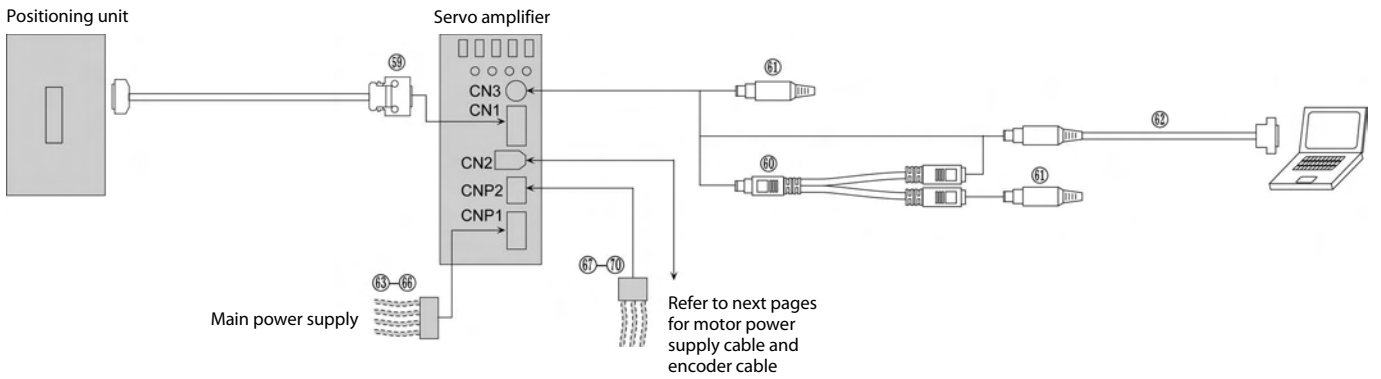 Positioning unit
Servo amplifier
㊾
CN3
CN1
CN2
CNP2
CNP1
61
62
60
61
63–66
67–70
Main power supply
Refer to next pages
for motor power
supply cable and
encoder cable